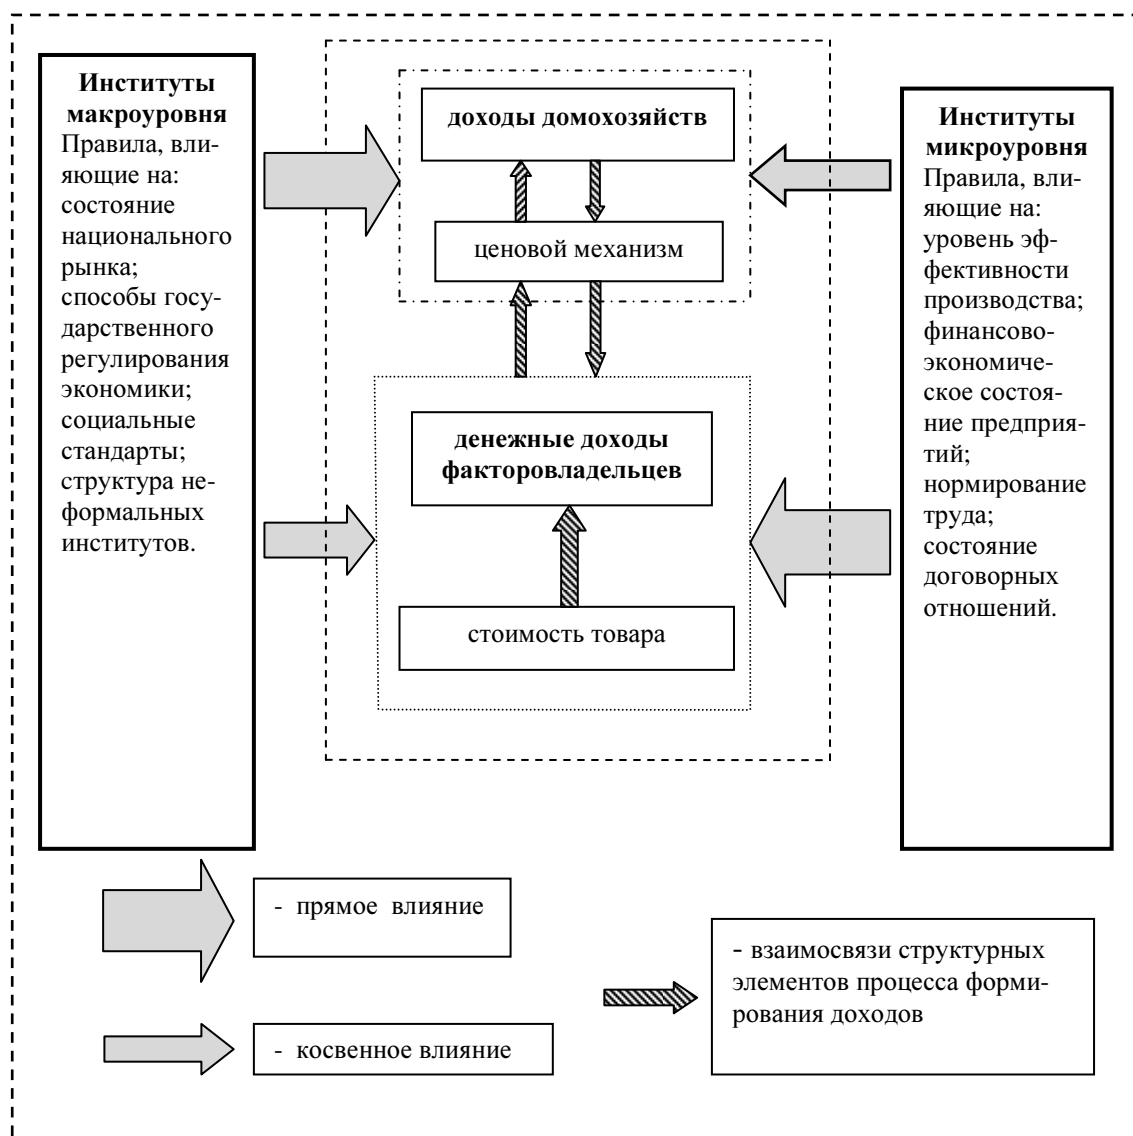 Институты
макроуровня
Правила, вли-
яющие на:
состояние
национального
рынка;
способы госу-
дарственного
регулирования
экономики;
социальные
стандарты;
структура не-
формальных
институтов.
доходы домохозяйств
ценовой механизм
денежные доходы
факторовладельцев
стоимость товара
Институты
микроуровня
Правила, вли-
яющие на:
уровень эф-
фективности
производства;
финансово-
экономиче-
ское состоя-
ние предприя-
тий;
нормирование
труда;
состояние
договорных
отношений.
- прямое влияние
- косвенное влияние
- взаимосвязи структурных
элементов процесса форми-
рования доходов